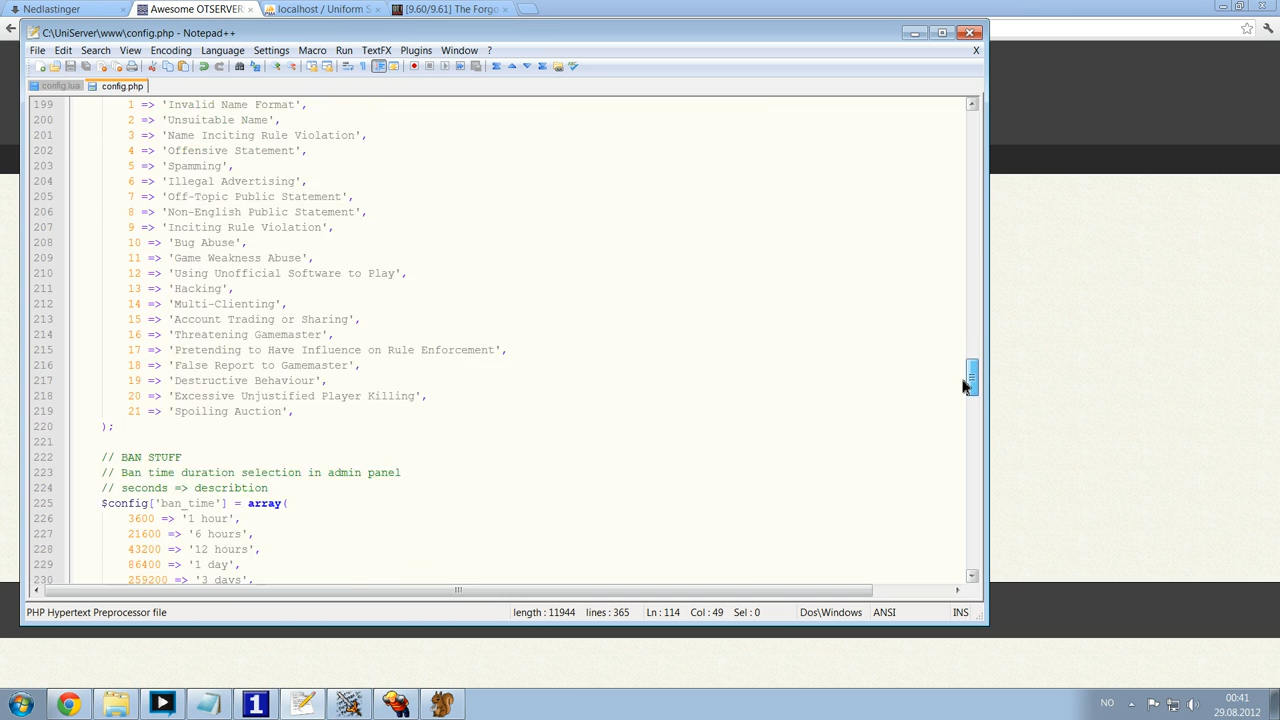 Nedlastinger
Awesome OTSERVER
localhost / Uniform S
[9.60/9.61] The Forgo
C:\UniServer\www\config.php - Notepad++
File Edit Search View Encoding Language Settings Macro Run TextFX Plugins Window ? X
config.lua config.php
199 1 => 'Invalid Name Format',
200 2 => 'Unsuitable Name',
201 3 => 'Name Inciting Rule Violation',
202 4 => 'Offensive Statement',
203 5 => 'Spamming',
204 6 => 'Illegal Advertising',
205 7 => 'Off-Topic Public Statement',
206 8 => 'Non-English Public Statement',
207 9 => 'Inciting Rule Violation',
208 10 => 'Bug Abuse',
209 11 => 'Game Weakness Abuse',
210 12 => 'Using Unofficial Software to Play',
211 13 => 'Hacking',
212 14 => 'Multi-Clienting',
213 15 => 'Account Trading or Sharing',
214 16 => 'Threatening Gamemaster',
215 17 => 'Pretending to Have Influence on Rule Enforcement',
216 18 => 'False Report to Gamemaster',
217 19 => 'Destructive Behaviour',
218 20 => 'Excessive Unjustified Player Killing',
219 21 => 'Spoiling Auction',
220 );
221
222 // BAN STUFF
223 // Ban time duration selection in admin panel
224 // seconds => describtion
225 $config['ban_time'] = array(
226 3600 => '1 hour',
227 21600 => '6 hours',
228 43200 => '12 hours',
229 86400 => '1 day',
230 259200 => '3 days',
PHP Hypertext Preprocessor file length : 11944 lines : 365 Ln : 114 Col : 49 Sel : 0 Dos\Windows ANSI INS
NO 00:41
29.08.2012